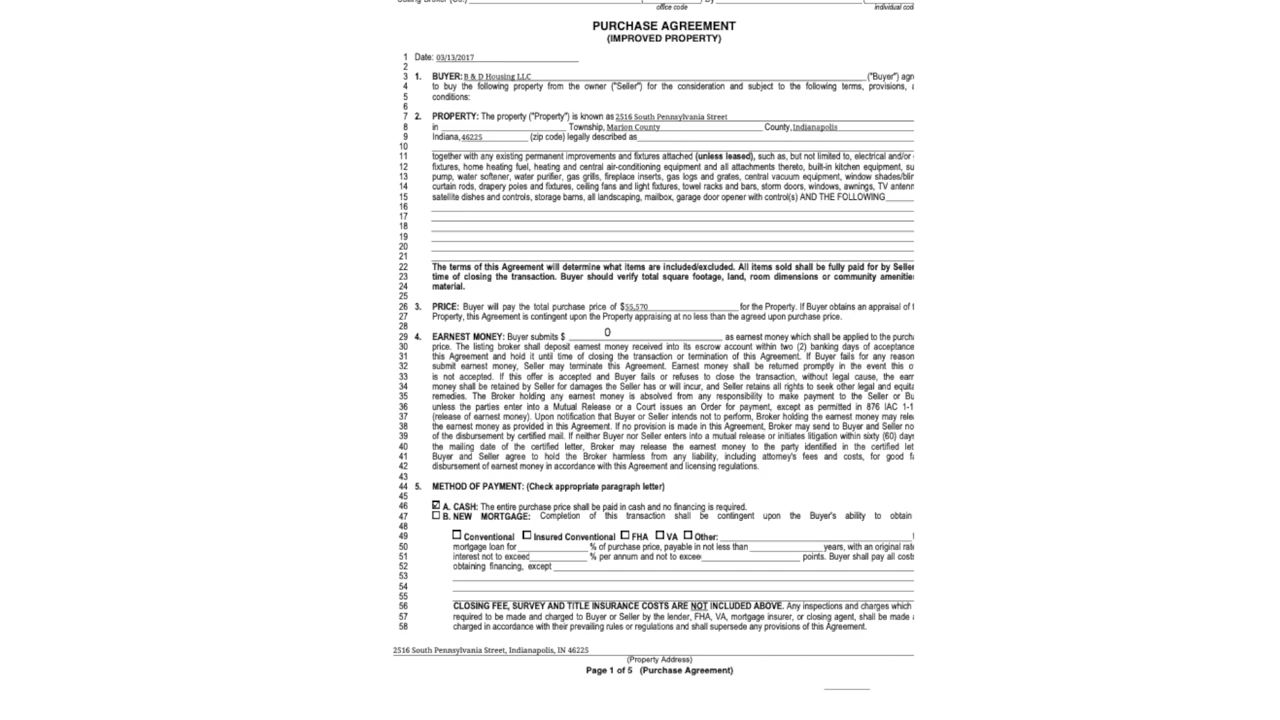 office code individual cod
PURCHASE AGREEMENT
(IMPROVED PROPERTY)
1 Date: 03/13/2017
2
3 1. BUYER: B & D Housing LLC ("Buyer") agr
4 to buy the following property from the owner ("Seller") for the consideration and subject to the following terms, provisions, a
5 conditions:
6
7 2. PROPERTY: The property ("Property") is known as 2516 South Pennsylvania Street
8 in Township, Marion County County, Indianapolis
9 Indiana, 46225 (zip code) legally described as
10
11 together with any existing permanent improvements and fixtures attached (unless leased), such as, but not limited to, electrical and/or
12 fixtures, home heating fuel, heating and central air-conditioning equipment and all attachments thereto, built-in kitchen equipment, su
13 pump, water softener, water purifier, gas grills, fireplace inserts, gas logs and grates, central vacuum equipment, window shades/blin
14 curtain rods, drapery poles and fixtures, ceiling fans and light fixtures, towel racks and bars, storm doors, windows, awnings, TV antenn
15 satellite dishes and controls, storage barns, all landscaping, mailbox, garage door opener with control(s) AND THE FOLLOWING
16
17
18
19
20
21
22 The terms of this Agreement will determine what items are included/excluded. All items sold shall be fully paid for by Seller
23 time of closing the transaction. Buyer should verify total square footage, land, room dimensions or community amenitie
24 material.
25
26 3. PRICE: Buyer will pay the total purchase price of $55,570 for the Property. If Buyer obtains an appraisal of t
27 Property, this Agreement is contingent upon the Property appraising at no less than the agreed upon purchase price.
28
29 4. EARNEST MONEY: Buyer submits $ 0 as earnest money which shall be applied to the purcha
30 price. The listing broker shall deposit earnest money received into its escrow account within two (2) banking days of acceptance
31 this Agreement and hold it until time of closing the transaction or termination of this Agreement. If Buyer fails for any reason
32 submit earnest money, Seller may terminate this Agreement. Earnest money shall be returned promptly in the event this o
33 is not accepted. If this offer is accepted and Buyer fails or refuses to close the transaction, without legal cause, the earn
34 money shall be retained by Seller for damages the Seller has or will incur, and Seller retains all rights to seek other legal and equita
35 remedies. The Broker holding any earnest money is absolved from any responsibility to make payment to the Seller or Bu
36 unless the parties enter into a Mutual Release or a Court issues an Order for payment, except as permitted in 876 IAC 1-1
37 (release of earnest money). Upon notification that Buyer or Seller intends not to perform, Broker holding the earnest money may rele
38 the earnest money as provided in this Agreement. If no provision is made in this Agreement, Broker may send to Buyer and Seller no
39 of the disbursement by certified mail. If neither Buyer nor Seller enters into a mutual release or initiates litigation within sixty (60) days
40 the mailing date of the certified letter, Broker may release the earnest money to the party identified in the certified let
41 Buyer and Seller agree to hold the Broker harmless from any liability, including attorney's fees and costs, for good fa
42 disbursement of earnest money in accordance with this Agreement and licensing regulations.
43
44 5. METHOD OF PAYMENT: (Check appropriate paragraph letter)
45
46 A. CASH: The entire purchase price shall be paid in cash and no financing is required.
47 B. NEW MORTGAGE: Completion of this transaction shall be contingent upon the Buyer's ability to obtain
48
49 Conventional Insured Conventional FHA VA Other:
50 mortgage loan for % of purchase price, payable in not less than years, with an original rate
51 interest not to exceed % per annum and not to excee points. Buyer shall pay all costs
52 obtaining financing, except
53
54
55
56 CLOSING FEE, SURVEY AND TITLE INSURANCE COSTS ARE NOT INCLUDED ABOVE. Any inspections and charges which
57 required to be made and charged to Buyer or Seller by the lender, FHA, VA, mortgage insurer, or closing agent, shall be made a
58 charged in accordance with their prevailing rules or regulations and shall supersede any provisions of this Agreement.
2516 South Pennsylvania Street, Indianapolis, IN 46225
(Property Address)
Page 1 of 5 (Purchase Agreement)